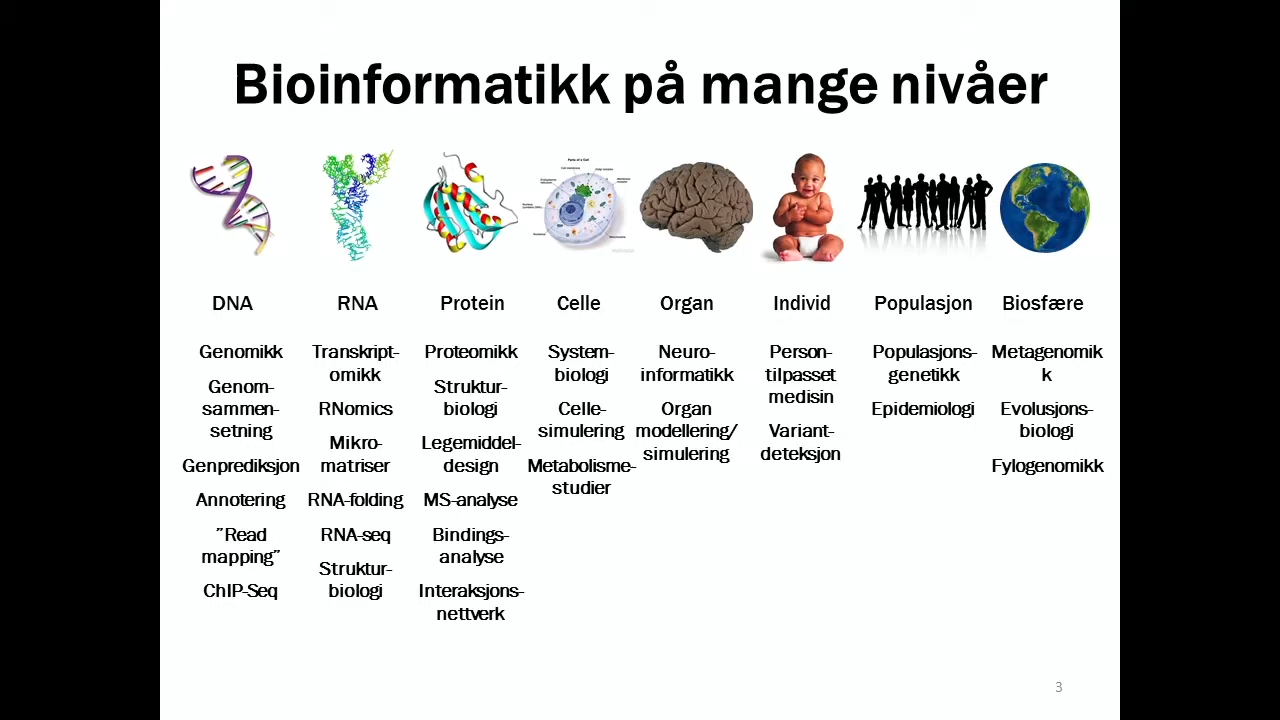 Bioinformatikk på mange nivåer
Parts of a Cell
DNA
Genomikk
Genom-
sammen-
setning
Genprediksjon
Annotering
”Read
mapping”
ChIP-Seq
RNA
Transkript-
omikk
RNomics
Mikro-
matriser
RNA-folding
RNA-seq
Struktur-
biologi
Protein
Proteomikk
Struktur-
biologi
Legemiddel-
design
MS-analyse
Bindings-
analyse
Interaksjons-
nettverk
Celle
System-
biologi
Celle-
simulering
Metabolisme-
studier
Organ
Neuro-
informatikk
Organ
modellering/
simulering
Individ
Person-
tilpasset
medisin
Variant-
deteksjon
Populasjon
Populasjons-
genetikk
Epidemiologi
Biosfære
Metagenomik
k
Evolusjons-
biologi
Fylogenomikk
3